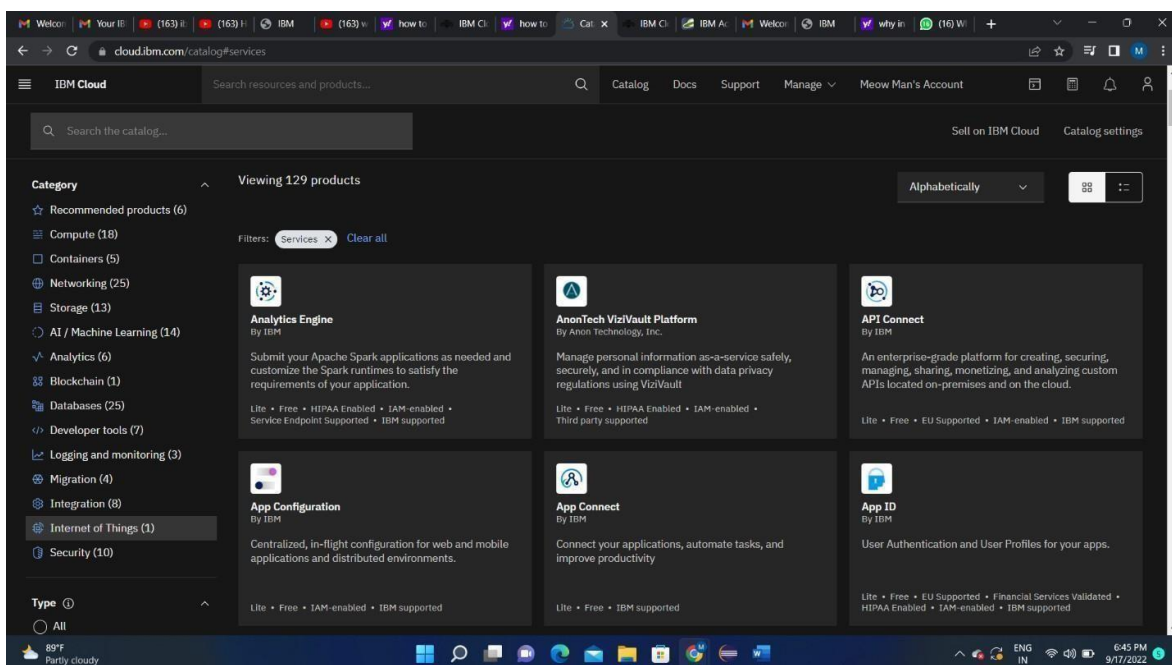 Welcon
Your IB
(163) it
(163) H
IBM
(163) w
how to
IBM Cl
how to
Cat
IBM Cl
IBM Ac
Welcor
IBM
why in
(16) W
cloud.ibm.com/catalog#services
M
IBM Cloud
Search resources and products...
Catalog
Docs
Support
Manage
Meow Man's Account
Search the catalog...
Sell on IBM Cloud
Catalog settings
Category
Recommended products (6)
Compute (18)
Containers (5)
Networking (25)
Storage (13)
AI / Machine Learning (14)
Analytics (6)
Blockchain (1)
Databases (25)
Developer tools (7)
Logging and monitoring (3)
Migration (4)
Integration (8)
Internet of Things (1)
Security (10)
Type
All
Viewing 129 products
Alphabetically
Filters:
Services
Clear all
Analytics Engine
By IBM
Submit your Apache Spark applications as needed and
customize the Spark runtimes to satisfy the
requirements of your application.
Lite • Free • HIPAA Enabled • IAM-enabled •
Service Endpoint Supported • IBM supported
AnonTech ViziVault Platform
By Anon Technology, Inc.
Manage personal information as-a-service safely,
securely, and in compliance with data privacy
regulations using ViziVault
Lite • Free • HIPAA Enabled • IAM-enabled •
Third party supported
API Connect
By IBM
An enterprise-grade platform for creating, securing,
managing, sharing, monetizing, and analyzing custom
APIs located on-premises and on the cloud.
Lite • Free • EU Supported • IAM-enabled • IBM supported
App Configuration
By IBM
Centralized, in-flight configuration for web and mobile
applications and distributed environments.
Lite • Free • IAM-enabled • IBM supported
App Connect
By IBM
Connect your applications, automate tasks, and
improve productivity
Lite • Free • IBM supported
App ID
By IBM
User Authentication and User Profiles for your apps.
Lite • Free • EU Supported • Financial Services Validated •
HIPAA Enabled • IAM-enabled • IBM supported
89°F
Partly cloudy
ENG
IN
6:45 PM
9/17/2022
5